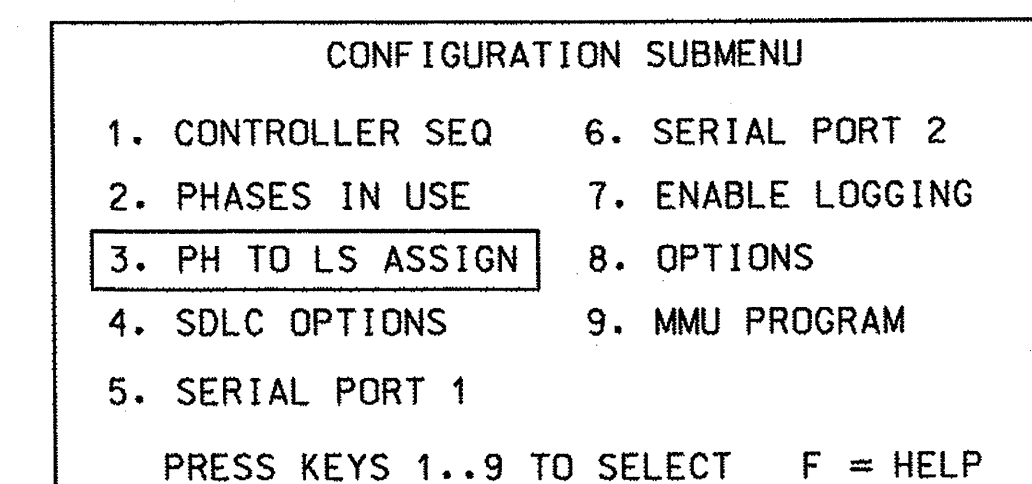 CONFIGURATION SUBMENU
1. CONTROLLER SEQ 6. SERIAL PORT 2
2. PHASES IN USE 7. ENABLE LOGGING
3. PH TO LS ASSIGN 8. OPTIONS
4. SDLC OPTIONS 9. MMU PROGRAM
5. SERIAL PORT 1
PRESS KEYS 1..9 TO SELECT F = HELP